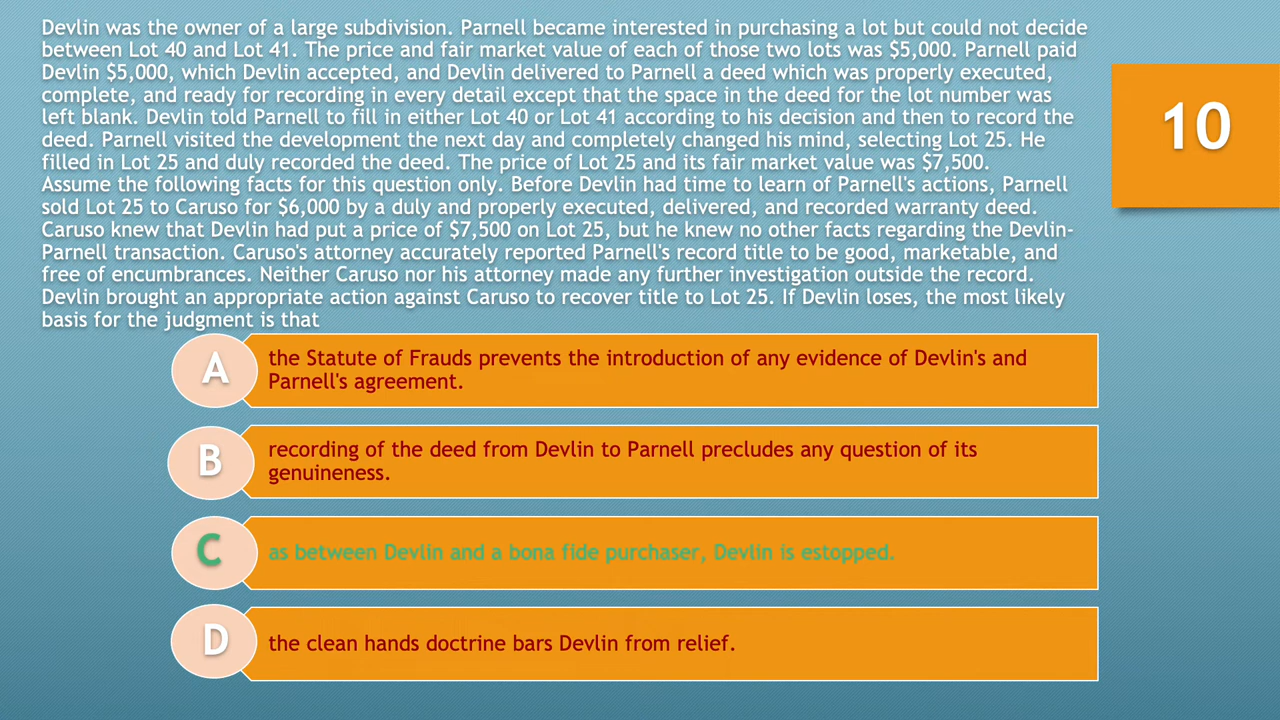 Devlin was the owner of a large subdivision. Parnell became interested in purchasing a lot but could not decide
between Lot 40 and Lot 41. The price and fair market value of each of those two lots was $5,000. Parnell paid
Devlin $5,000, which Devlin accepted, and Devlin delivered to Parnell a deed which was properly executed,
complete, and ready for recording in every detail except that the space in the deed for the lot number was
left blank. Devlin told Parnell to fill in either Lot 40 or Lot 41 according to his decision and then to record the
deed. Parnell visited the development the next day and completely changed his mind, selecting Lot 25. He
filled in Lot 25 and duly recorded the deed. The price of Lot 25 and its fair market value was $7,500.
Assume the following facts for this question only. Before Devlin had time to learn of Parnell's actions, Parnell
sold Lot 25 to Caruso for $6,000 by a duly and properly executed, delivered, and recorded warranty deed.
Caruso knew that Devlin had put a price of $7,500 on Lot 25, but he knew no other facts regarding the Devlin-
Parnell transaction. Caruso's attorney accurately reported Parnell's record title to be good, marketable, and
free of encumbrances. Neither Caruso nor his attorney made any further investigation outside the record.
Devlin brought an appropriate action against Caruso to recover title to Lot 25. If Devlin loses, the most likely
basis for the judgment is that
10
A
the Statute of Frauds prevents the introduction of any evidence of Devlin's and
Parnell's agreement.
B
recording of the deed from Devlin to Parnell precludes any question of its
genuineness.
C
as between Devlin and a bona fide purchaser, Devlin is estopped.
D
the clean hands doctrine bars Devlin from relief.